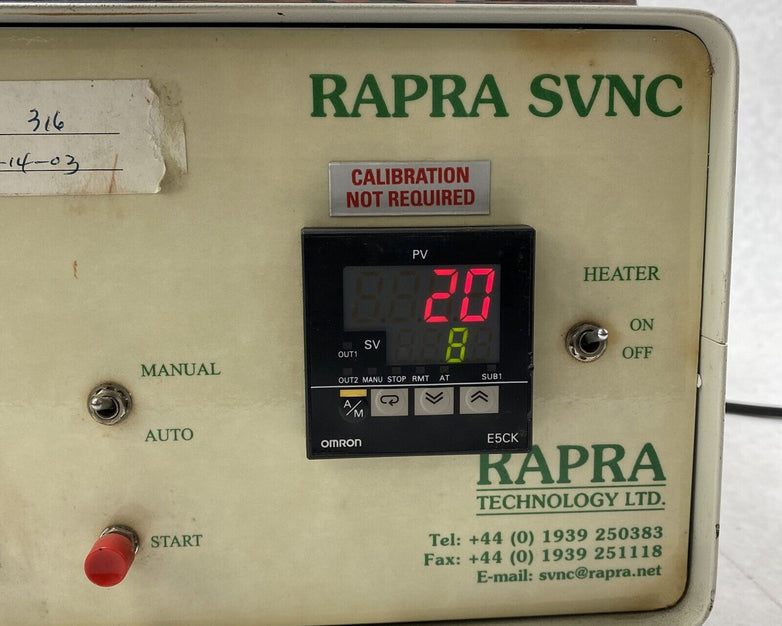 RAPRA SVNC
316
-14-03
CALIBRATION
NOT REQUIRED
PV
20
8
SV
OUT1
OUT2 MANU STOP RMT AT SUB1
A/M
OMRON
E5CK
HEATER
ON
OFF
MANUAL
AUTO
START
RAPRA
TECHNOLOGY LTD.
Tel: +44 (0) 1939 250383
Fax: +44 (0) 1939 251118
E-mail: svnc@rapra.net